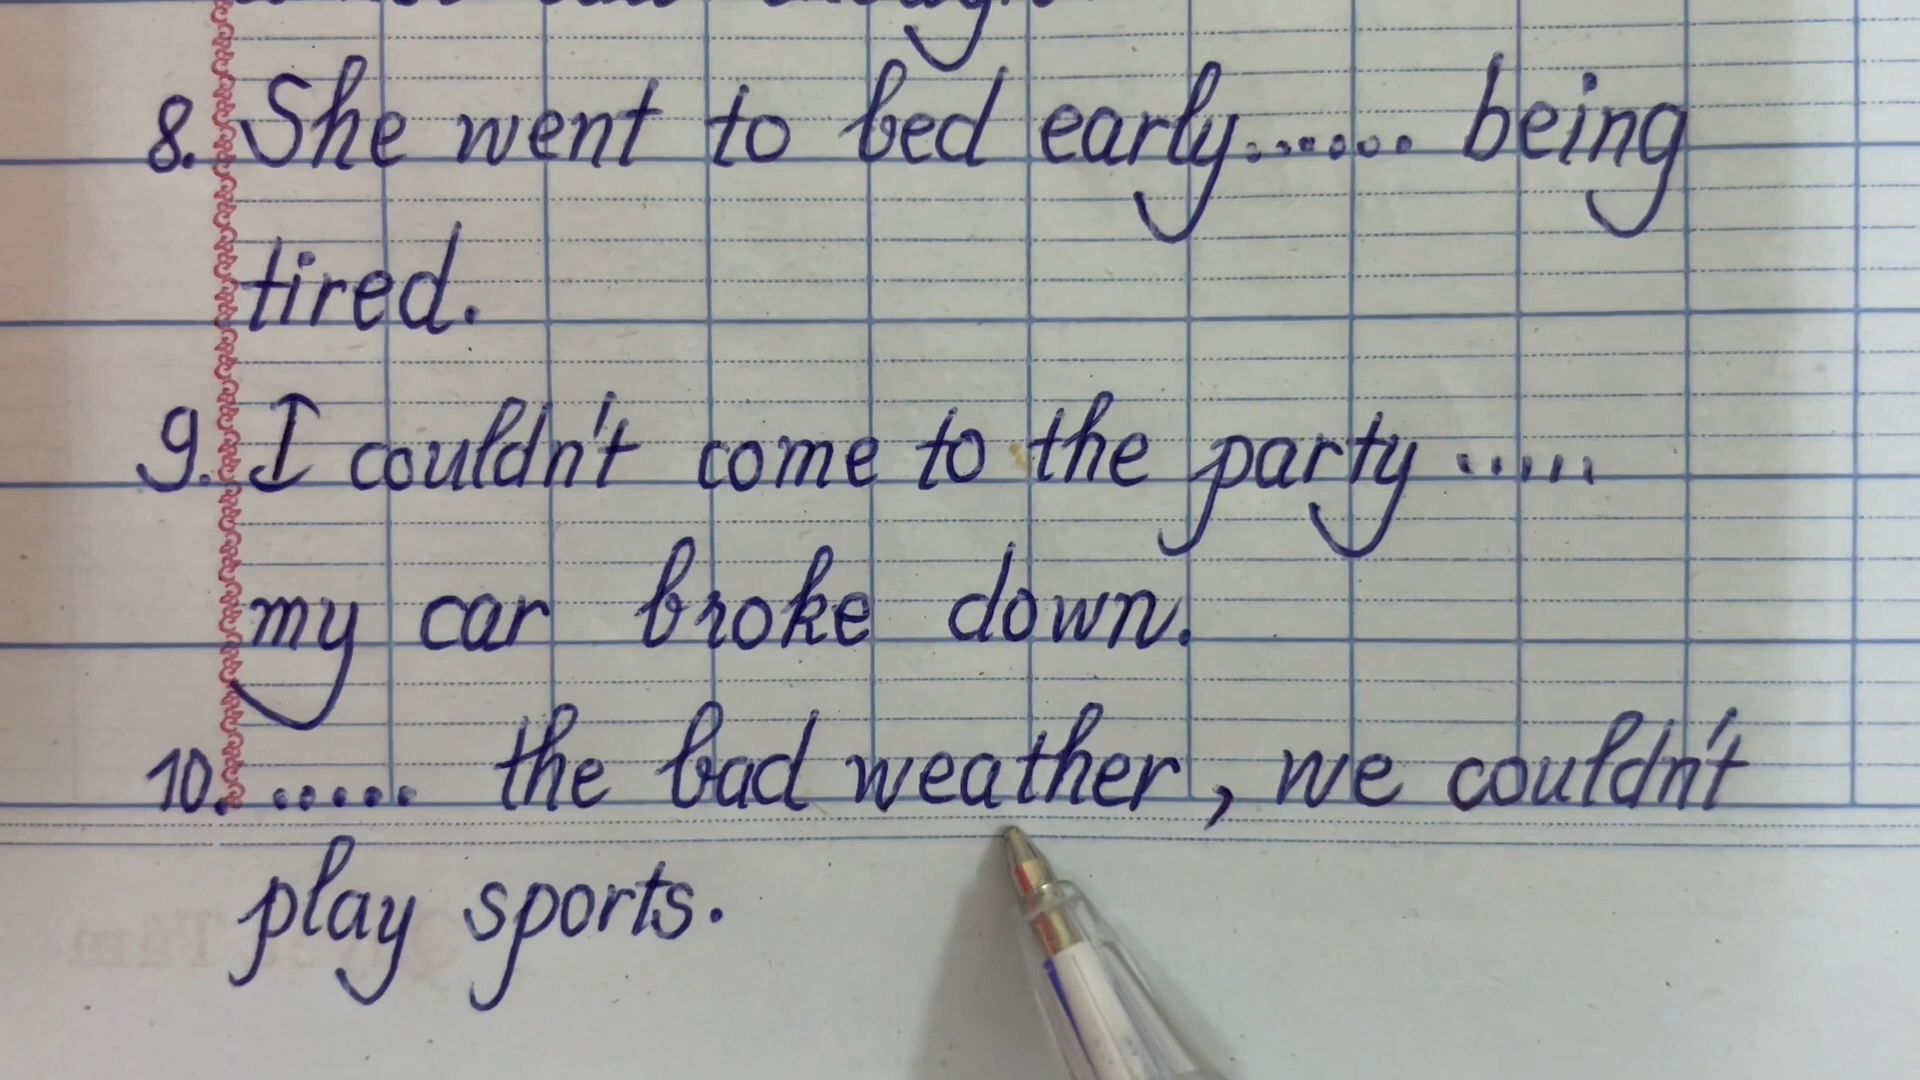 8. She went to bed early...... being
tired.
9. I couldn't come to the party .....
my car broke down.
10. ..... the bad weather, we couldn't
play sports.